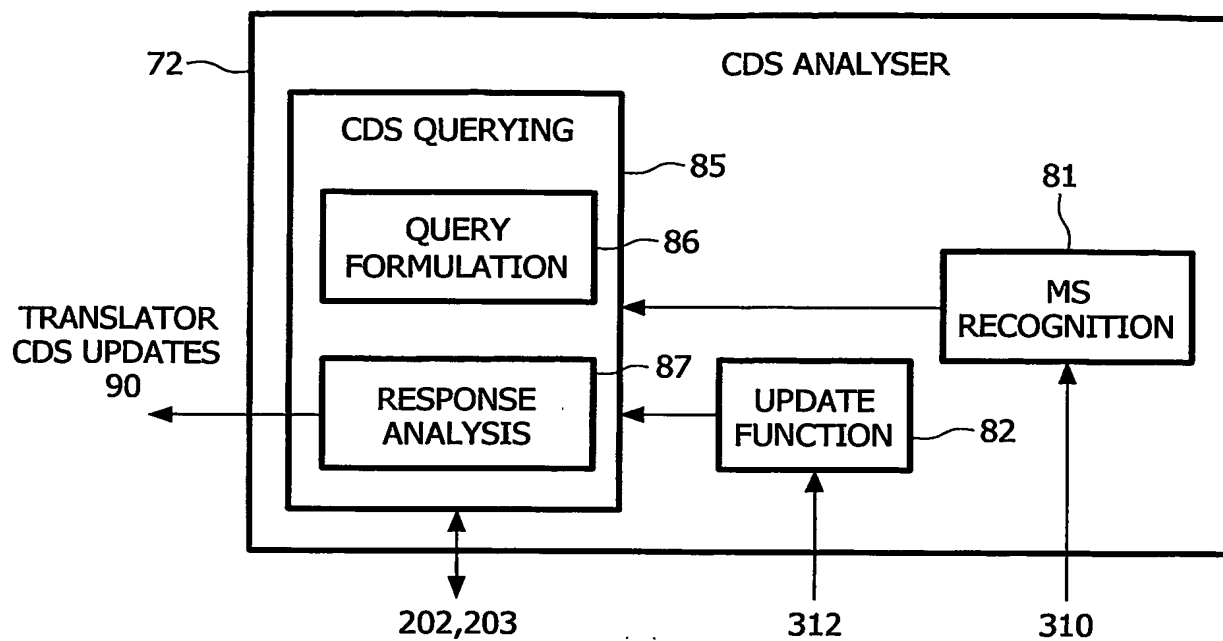 72
CDS ANALYSER
CDS QUERYING
85
81
QUERY
FORMULATION
86
MS
RECOGNITION
TRANSLATOR
CDS UPDATES
90
87
RESPONSE
ANALYSIS
UPDATE
FUNCTION
82
202,203
312
310